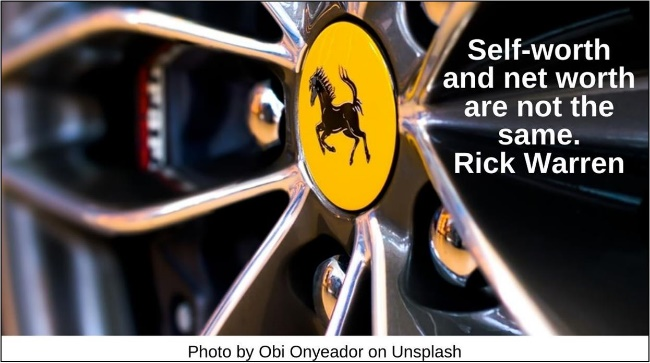 Self-worth
and net worth
are not the
same.
Rick Warren
Photo by Obi Onyeador on Unsplash